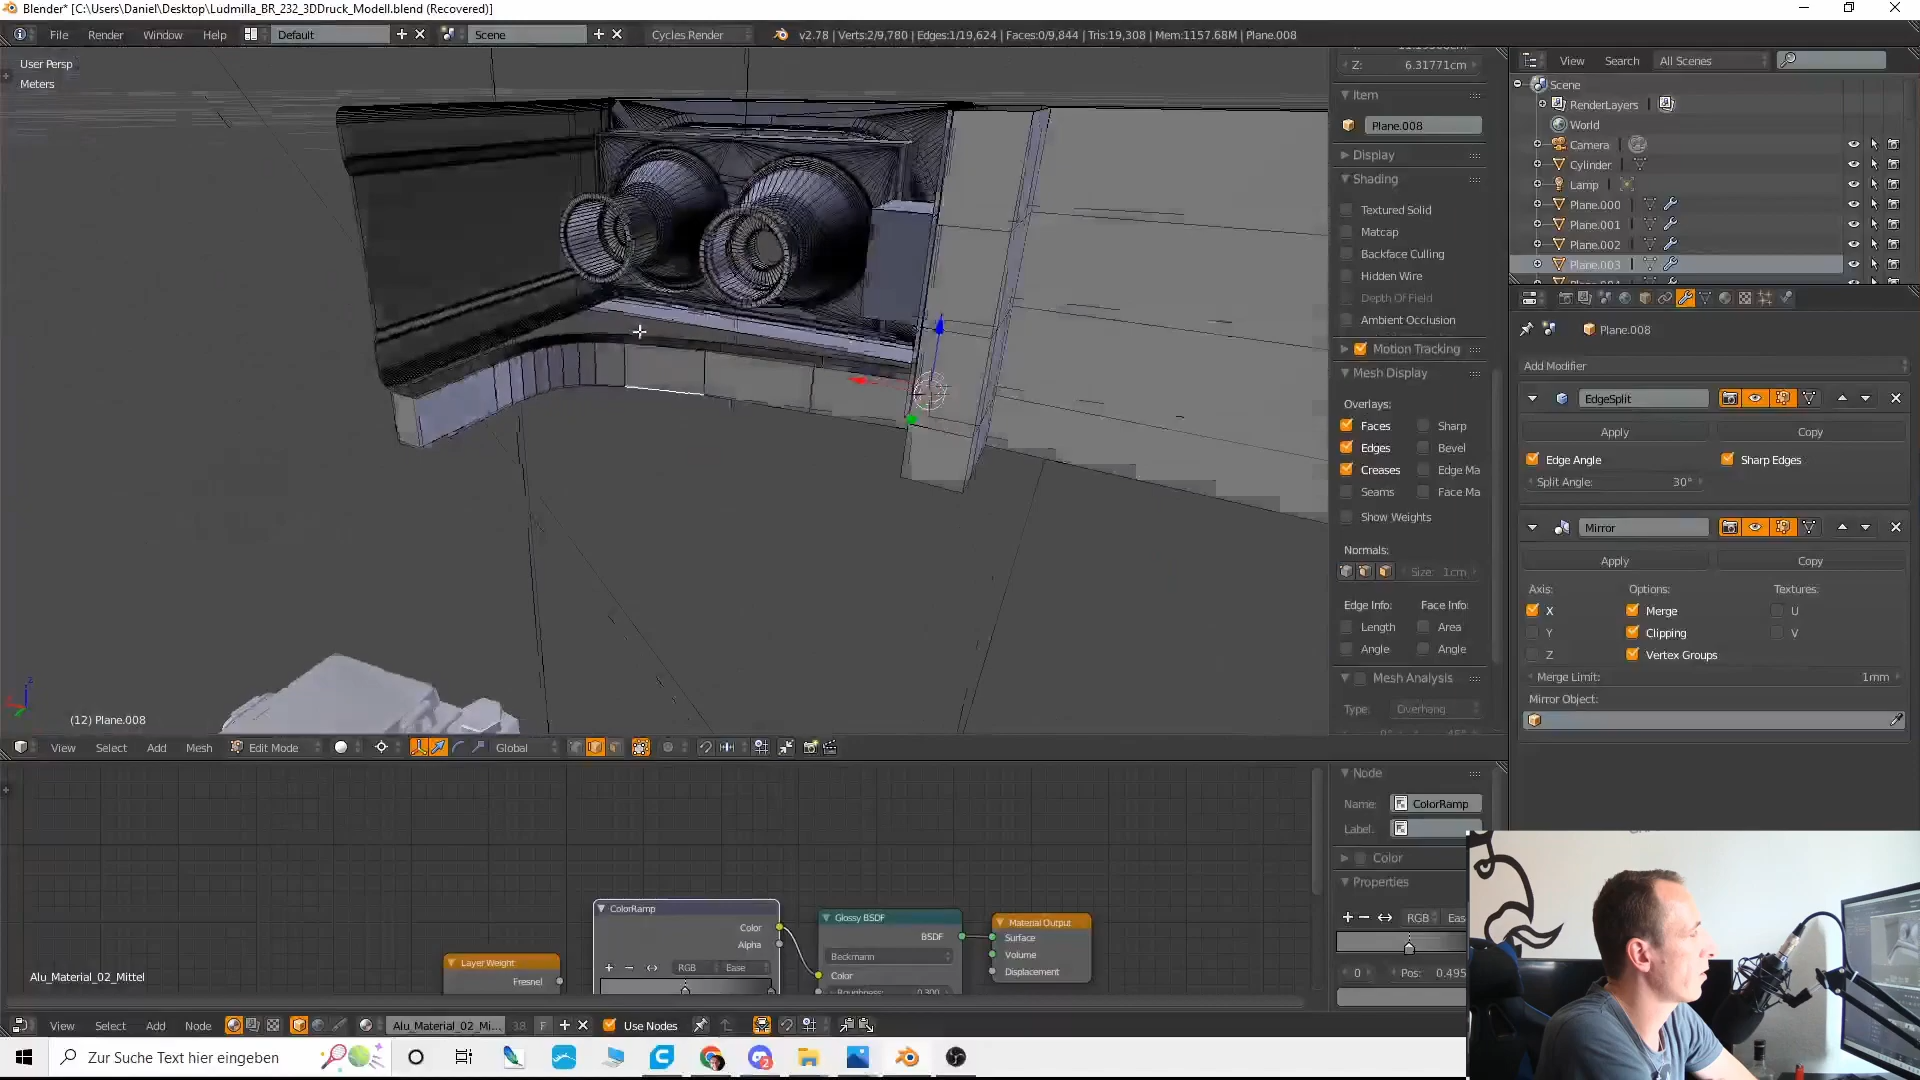 Blender* [C:\Users\Daniel\Desktop\Ludmilla_BR_232_3DDruck_Modell.blend (Recovered)]
File Render Window Help Default Scene Cycles Render v2.78 | Verts:2/9,780 | Edges:1/19,624 | Faces:0/9,844 | Tris:19,308 | Mem:1157.68M | Plane.008
User Persp
Meters
(12) Plane.008
Z: 6.31771cm
Item
Plane.008
Display
Shading
Textured Solid
Matcap
Backface Culling
Hidden Wire
Depth Of Field
Ambient Occlusion
Motion Tracking
Mesh Display
Overlays:
Faces Sharp
Edges Bevel
Creases Edge Ma
Seams Face Ma
Show Weights
Normals:
Size: 1cm
Edge Info: Face Info:
Length Area
Angle Angle
Mesh Analysis
Type: Overhang
View Search All Scenes
Scene
RenderLayers
World
Camera
Cylinder
Lamp
Plane.000
Plane.001
Plane.002
Plane.003
Plane.008
Add Modifier
EdgeSplit
Apply Copy
Edge Angle Sharp Edges
Split Angle: 30°
Mirror
Apply Copy
Axis: Options: Textures:
X Merge U
Y Clipping V
Z Vertex Groups
Merge Limit: 1mm
Mirror Object:
View Select Add Mesh Edit Mode Global
Layer Weight
Fresnel
ColorRamp
Color
Alpha
RGB Ease
Glossy BSDF
BSDF
Beckmann
Color
Roughness: 0.300
Material Output
Surface
Volume
Displacement
Alu_Material_02_Mittel
Node
Name: ColorRamp
Label:
Color
Properties
RGB Eas
0 Pos: 0.495
View Select Add Node Alu_Material_02_Mi... 38 F Use Nodes
Zur Suche Text hier eingeben